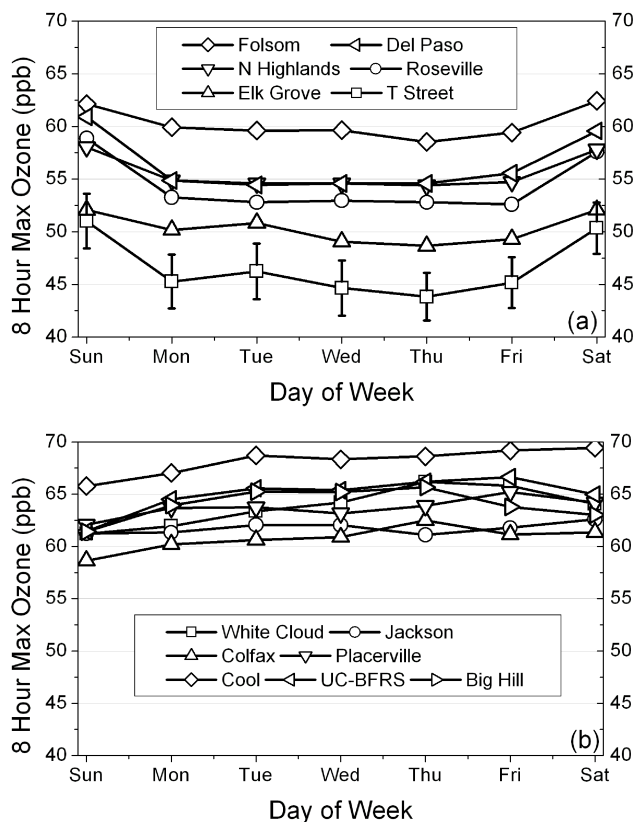 70 70
65 65
60 60
55 55
50 50
45 45
40 40
8 Hour Max Ozone (ppb)
Folsom Del Paso
N Highlands Roseville
Elk Grove T Street
(a)
Sun Mon Tue Wed Thu Fri Sat
Day of Week
70 70
65 65
60 60
55 55
50 50
45 45
40 40
8 Hour Max Ozone (ppb)
White Cloud Jackson
Colfax Placerville
Cool UC-BFRS Big Hill
(b)
Sun Mon Tue Wed Thu Fri Sat
Day of Week